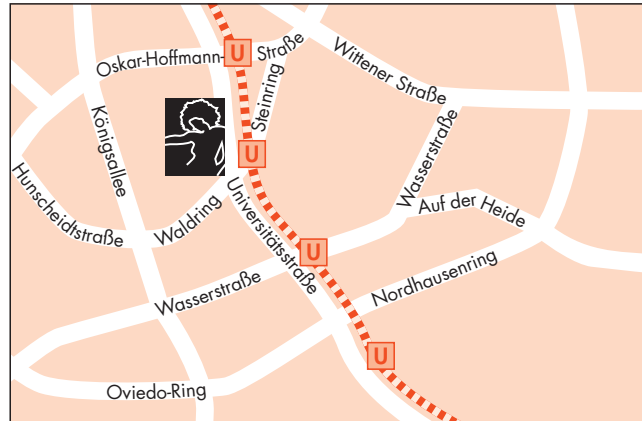 Oskar-Hoffmann-
U
Straße
Wittener Straße
Steinring
Königsallee
U
Wasserstraße
Hunscheidtstraße
Waldring
Universitätsstraße
Auf der Heide
U
Wasserstraße
Nordhausenring
U
Oviedo-Ring